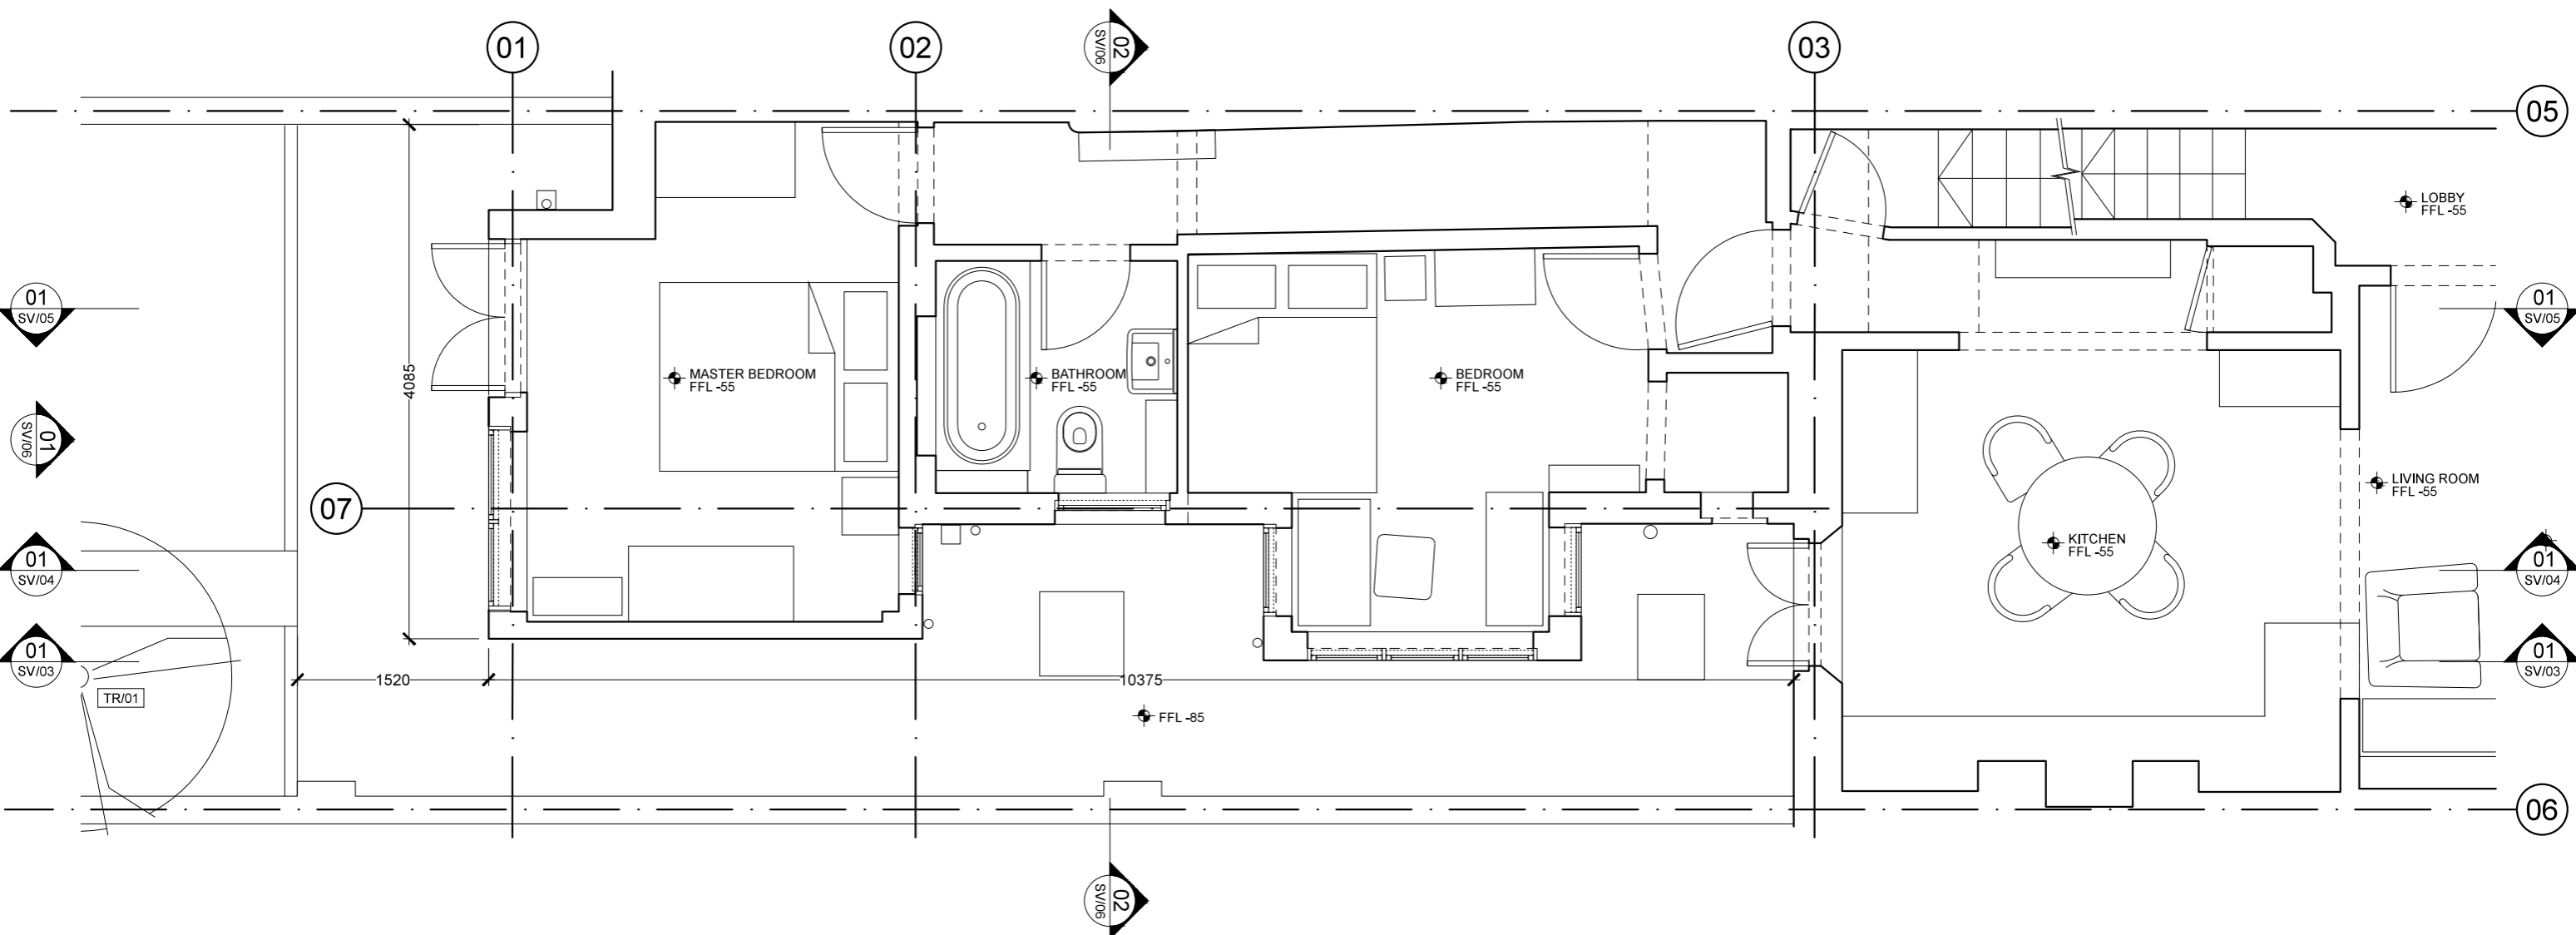 01
02
02
SV/06
03
05
LOBBY
FFL -55
01
SV/05
01
SV/05
4085
MASTER BEDROOM
FFL -55
BATHROOM
FFL -55
BEDROOM
FFL -55
01
SV/06
LIVING ROOM
FFL -55
07
KITCHEN
FFL -55
01
SV/04
01
SV/04
01
SV/03
01
SV/03
1520
10375
TR/01
FFL -85
06
02
SV/06